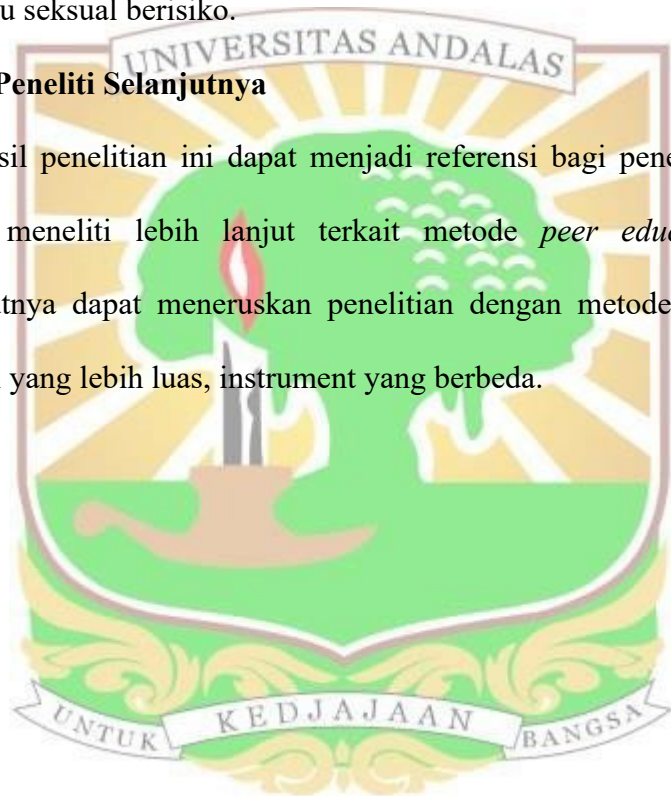 u seksual berisiko.
UNIVERSITAS ANDALAS
Peneliti Selanjutnya
sil penelitian ini dapat menjadi referensi bagi pene
meneliti lebih lanjut terkait metode peer edu
tnya dapat meneruskan penelitian dengan metode
yang lebih luas, instrument yang berbeda.
UNTUK KEDJAJAAN BANGSA